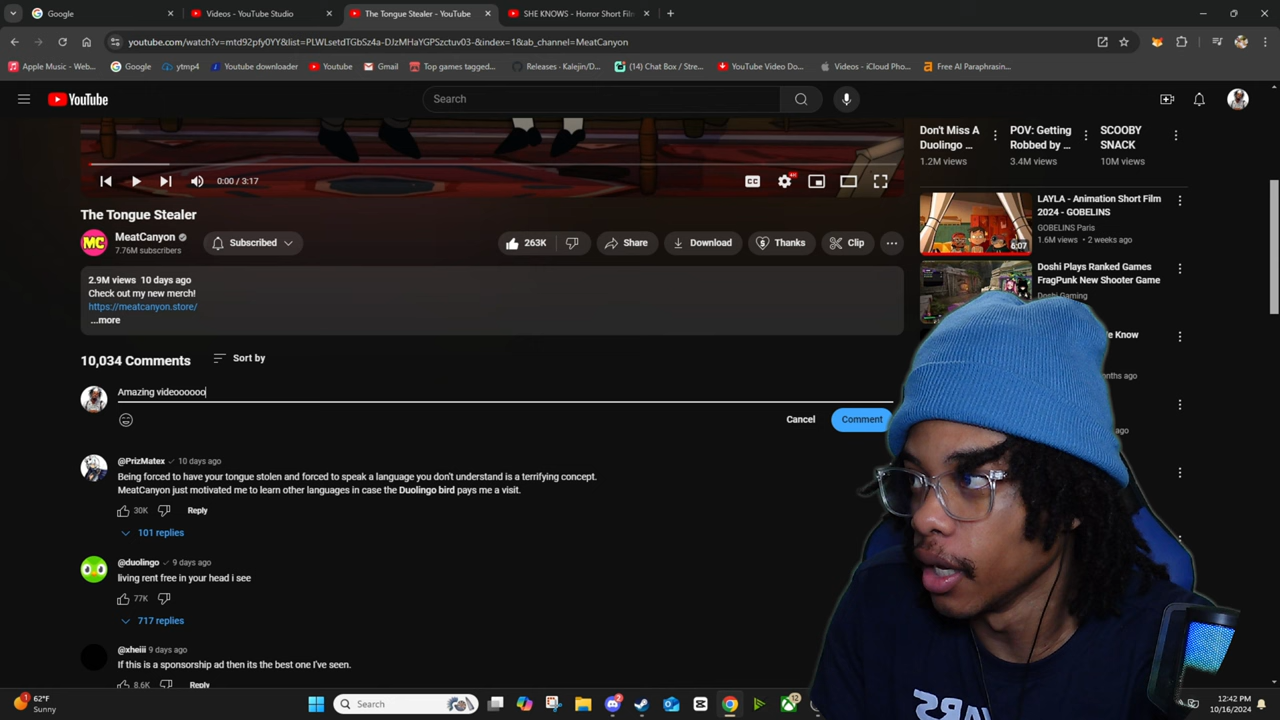 Google
Videos - YouTube Studio
The Tongue Stealer - YouTube
SHE KNOWS - Horror Short Fil
youtube.com/watch?v=mtd92pfy0YY&list=PLWLsetdTGbSz4a-DJzMHaYGPSzctuv03-&index=1&ab_channel=MeatCanyon
Apple Music - Web...
Google
ytmp4
Youtube downloader
Youtube
Gmail
Top games tagged...
Releases · Kalejin/D...
(14) Chat Box / Stre...
YouTube Video Do...
Videos - iCloud Pho...
Free AI Paraphrasin...
YouTube
Search
Don't Miss A
Duolingo ...
1.2M views
POV: Getting
Robbed by ...
3.4M views
SCOOBY
SNACK
10M views
0:00 / 3:17
CC
4K
The Tongue Stealer
MC
MeatCanyon
7.76M subscribers
Subscribed
263K
Share
Download
Thanks
Clip
...
LAYLA - Animation Short Film
2024 - GOBELINS
GOBELINS Paris
1.6M views • 2 weeks ago
6:07
2.9M views 10 days ago
Check out my new merch!
https://meatcanyon.store/
...more
Doshi Plays Ranked Games
FragPunk New Shooter Game
Doshi Gaming
Know
ago
10,034 Comments
Sort by
Amazing videoooooo
Cancel
Comment
ago
@PrizMatex
10 days ago
Being forced to have your tongue stolen and forced to speak a language you don't understand is a terrifying concept.
MeatCanyon just motivated me to learn other languages in case the Duolingo bird pays me a visit.
30K
Reply
101 replies
@duolingo
9 days ago
living rent free in your head i see
77K
717 replies
@xheiii 9 days ago
If this is a sponsorship ad then its the best one I've seen.
8.6K
Reply
62°F
Sunny
Search
2
12:42 PM
10/16/2024